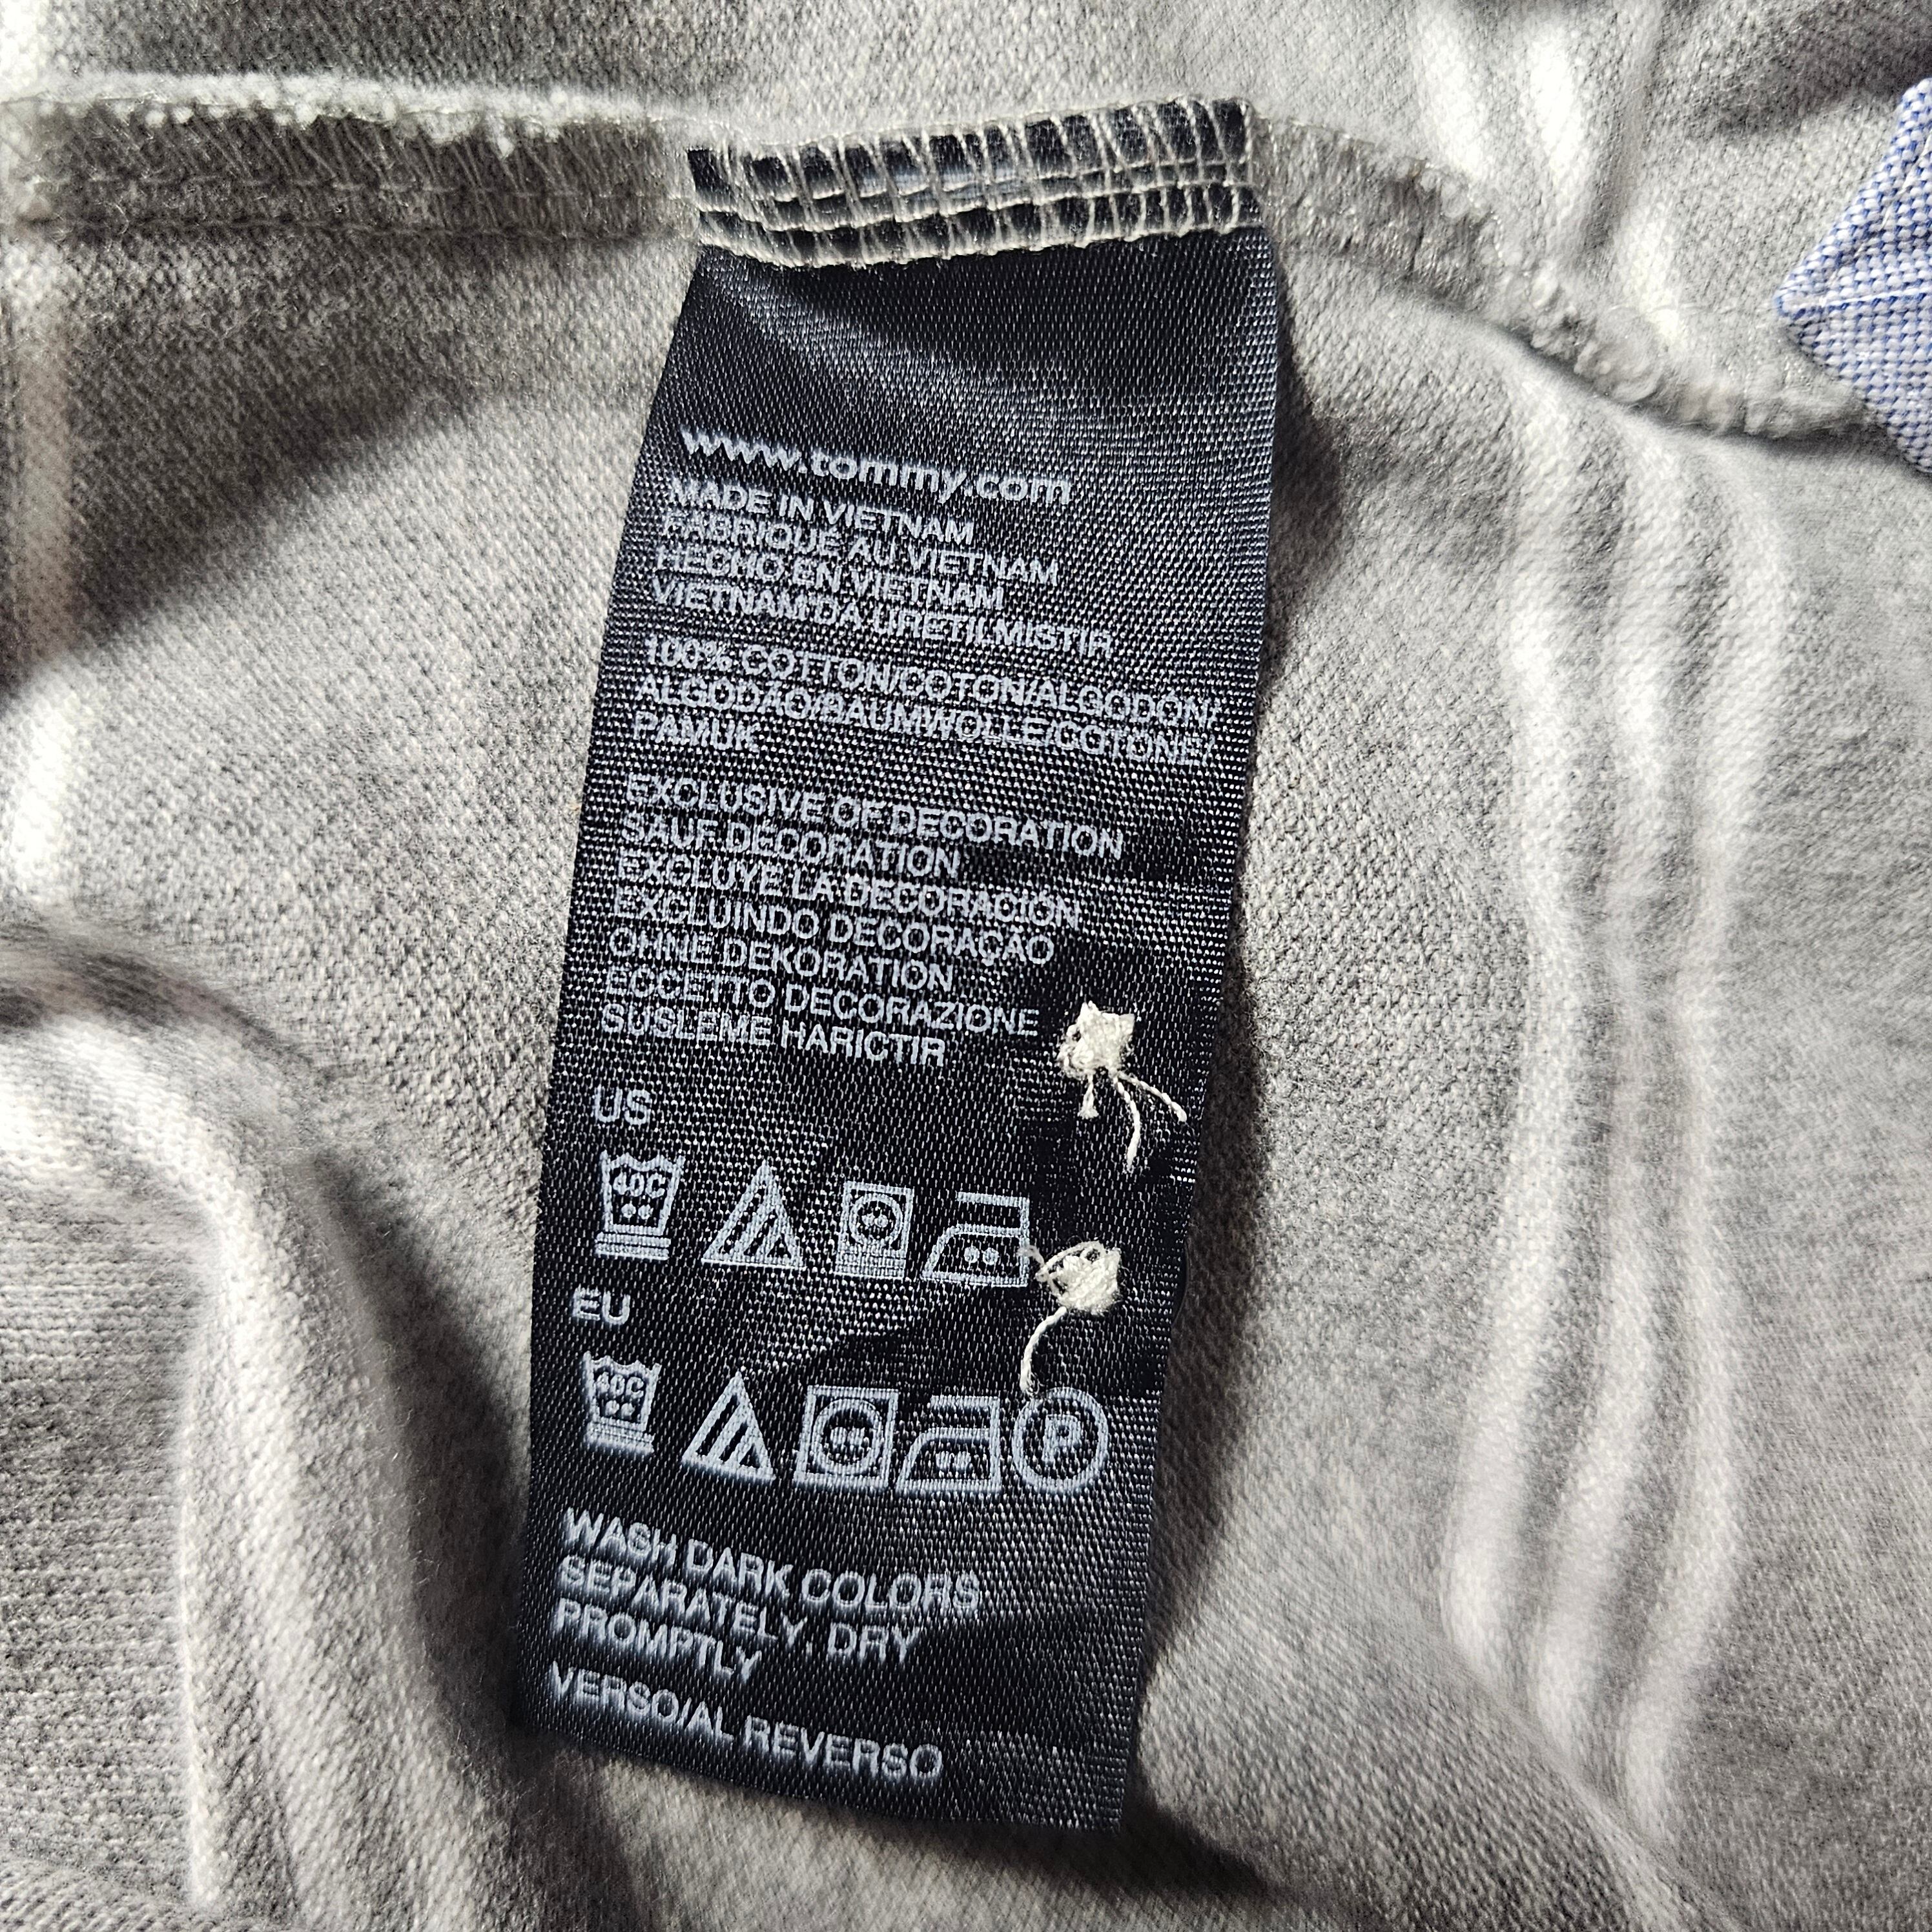 www.tommy.com
MADE IN VIETNAM
FABRIQUÉ AU VIETNAM
HECHO EN VIETNAM
VIETNAM'DA URETILMISTIR
100% COTTON/COTON/ALGODÓN/
ALGODÃO/BAUMWOLLE/COTONE/
PAMUK
EXCLUSIVE OF DECORATION
SAUF DÉCORATION
EXCLUYE LA DECORACIÓN
EXCLUINDO DECORAÇÃO
OHNE DEKORATION
ECCETTO DECORAZIONE
SUSLEME HARICTIR
US
40C
EU
40C
P
WASH DARK COLORS
SEPARATELY, DRY
PROMPTLY
VERSO/AL REVERSO